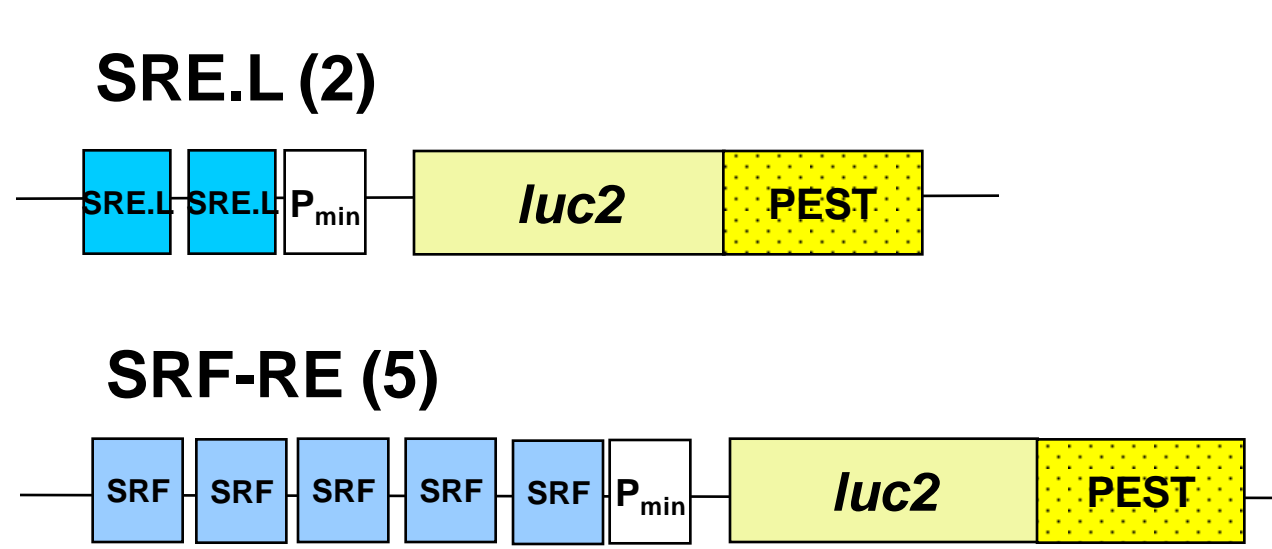 SRE.L (2)
SRE.L SRE.L Pmin luc2 PEST
SRF-RE (5)
SRF SRF SRF SRF SRF Pmin luc2 PEST